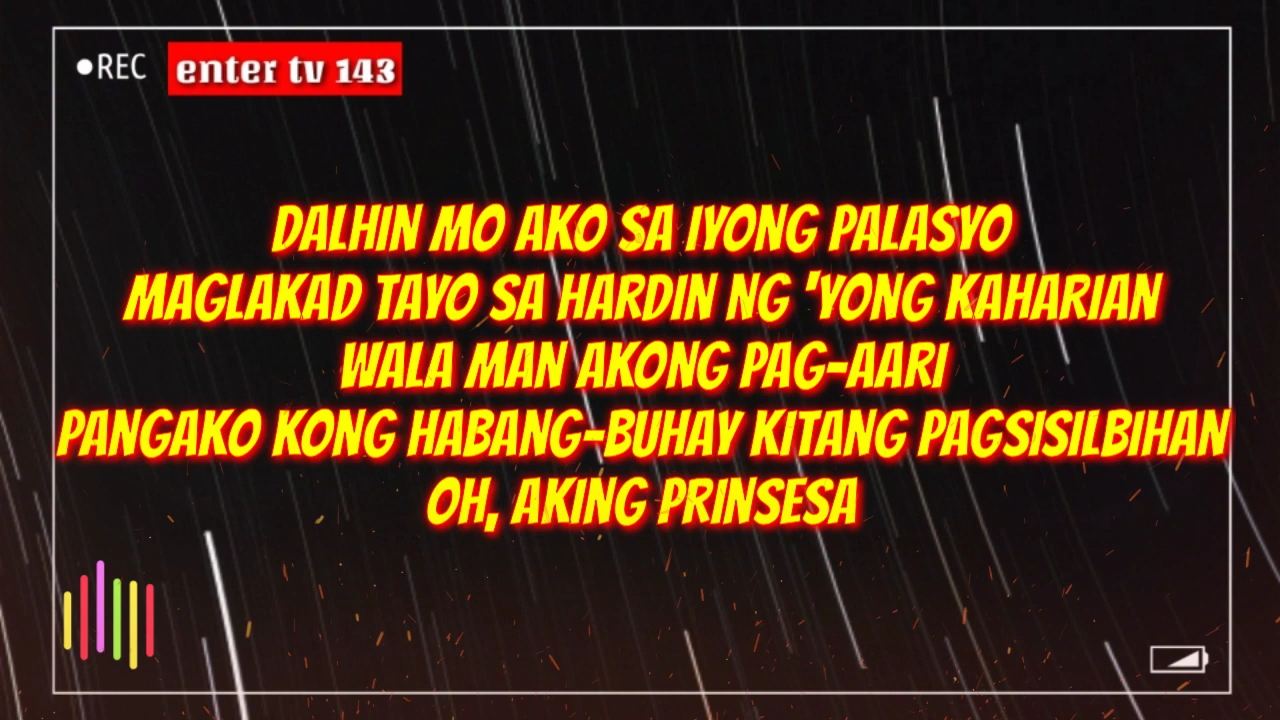 REC
enter tv 143
DALHIN MO AKO SA IYONG PALASYO
MAGLAKAD TAYO SA HARDIN NG 'YONG KAHARIAN
WALA MAN AKONG PAG-AARI
PANGAKO KONG HABANG-BUHAY KITANG PAGSISILBIHAN
OH, AKING PRINSESA